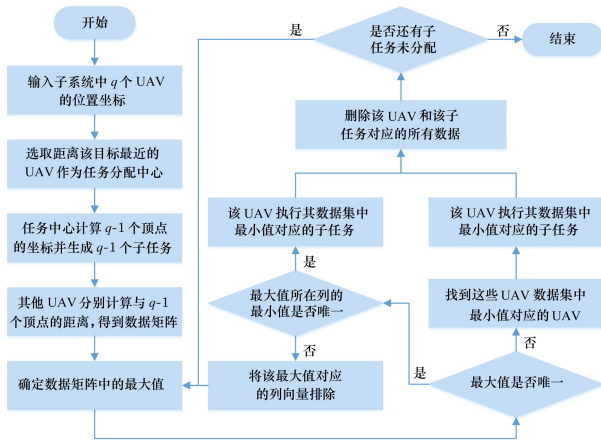 开始
输入子系统中 q 个 UAV
的位置坐标
选取距离该目标最近的
UAV 作为任务分配中心
任务中心计算 q-1 个顶点
的坐标并生成 q-1 个子任务
其他 UAV 分别计算与 q-1
个顶点的距离,得到数据矩阵
确定数据矩阵中的最大值
最大值是否唯一
是
否
最大值所在列的
最小值是否唯一
是
否
将该最大值对应
的列向量排除
该 UAV 执行其数据集中
最小值对应的子任务
找到这些 UAV 数据集中
最小值对应的 UAV
该 UAV 执行其数据集中
最小值对应的子任务
删除该 UAV 和该子
任务对应的所有数据
是否还有子
任务未分配
是
否
结束